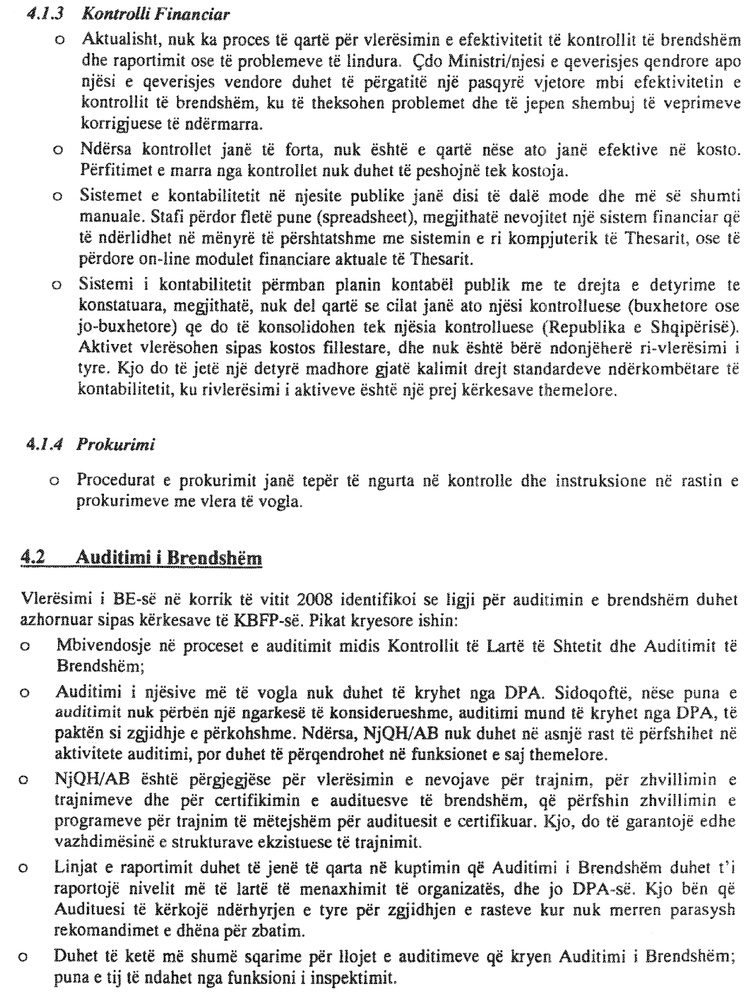 4.1.3 Kontrolli Financiar
o Aktualisht, nuk ka proces të qartë për vlerësimin e efektivitetit të kontrollit të brendshëm
dhe raportimit ose të problemeve të lindura. Çdo Ministri/njesi e qeverisjes qendrore apo
njësi e qeverisjes vendore duhet të përgatitë një pasqyrë vjetore mbi efektivitetin e
kontrollit të brendshëm, ku të theksohen problemet dhe të jepen shembuj të veprimeve
korrigjuese të ndërmarra.
o Ndërsa kontrollet janë të forta, nuk është e qartë nëse ato janë efektive në kosto.
Përfitimet e marra nga kontrollet nuk duhet të peshojnë tek kostoja.
o Sistemet e kontabilitetit në njesite publike janë disi të dalë mode dhe më së shumti
manuale. Stafi përdor fletë pune (spreadsheet), megjithatë nevojitet një sistem financiar që
të ndërlidhet në mënyrë të përshtatshme me sistemin e ri kompjuterik të Thesarit, ose të
përdore on-line modulet financiare aktuale të Thesarit.
o Sistemi i kontabilitetit përmban planin kontabël publik me te drejta e detyrime te
konstatuara, megjithatë, nuk del qartë se cilat janë ato njësi kontrolluese (buxhetore ose
jo-buxhetore) qe do të konsolidohen tek njësia kontrolluese (Republika e Shqipërisë).
Aktivet vlerësohen sipas kostos fillestare, dhe nuk është bërë ndonjëherë ri-vlerësimi i
tyre. Kjo do të jetë një detyrë madhore gjatë kalimit drejt standardeve ndërkombëtare të
kontabilitetit, ku rivlerësimi i aktiveve është një prej kërkesave themelore.
4.1.4 Prokurimi
o Procedurat e prokurimit janë tepër të ngurta në kontrolle dhe instruksione në rastin e
prokurimeve me vlera të vogla.
4.2 Auditimi i Brendshëm
Vlerësimi i BE-së në korrik të vitit 2008 identifikoi se ligji për auditimin e brendshëm duhet
azhornuar sipas kërkesave të KBFP-së. Pikat kryesore ishin:
o Mbivendosje në proceset e auditimit midis Kontrollit të Lartë të Shtetit dhe Auditimit të
Brendshëm;
o Auditimi i njësive më të vogla nuk duhet të kryhet nga DPA. Sidoqoftë, nëse puna e
auditimit nuk përbën një ngarkesë të konsiderueshme, auditimi mund të kryhet nga DPA, të
paktën si zgjidhje e përkohshme. Ndërsa, NjQH/AB nuk duhet në asnjë rast të përfshihet në
aktivitete auditimi, por duhet të përqendrohet në funksionet e saj themelore.
o NjQH/AB është përgjegjëse për vlerësimin e nevojave për trajnim, për zhvillimin e
trajnimeve dhe për certifikimin e audituesve të brendshëm, që përfshin zhvillimin e
programeve për trajnim të mëtejshëm për audituesit e certifikuar. Kjo, do të garantojë edhe
vazhdimësinë e strukturave ekzistuese të trajnimit.
o Linjat e raportimit duhet të jenë të qarta në kuptimin që Auditimi i Brendshëm duhet t'i
raportojë nivelit më të lartë të menaxhimit të organizatës, dhe jo DPA-së. Kjo bën që
Audituesi të kërkojë ndërhyrjen e tyre për zgjidhjen e rasteve kur nuk merren parasysh
rekomandimet e dhëna për zbatim.
o Duhet të ketë më shumë sqarime për llojet e auditimeve që kryen Auditimi i Brendshëm;
puna e tij të ndahet nga funksioni i inspektimit.